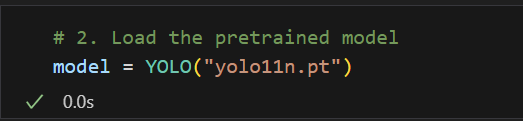 # 2. Load the pretrained model
model = YOLO("yolo11n.pt")
0.0s